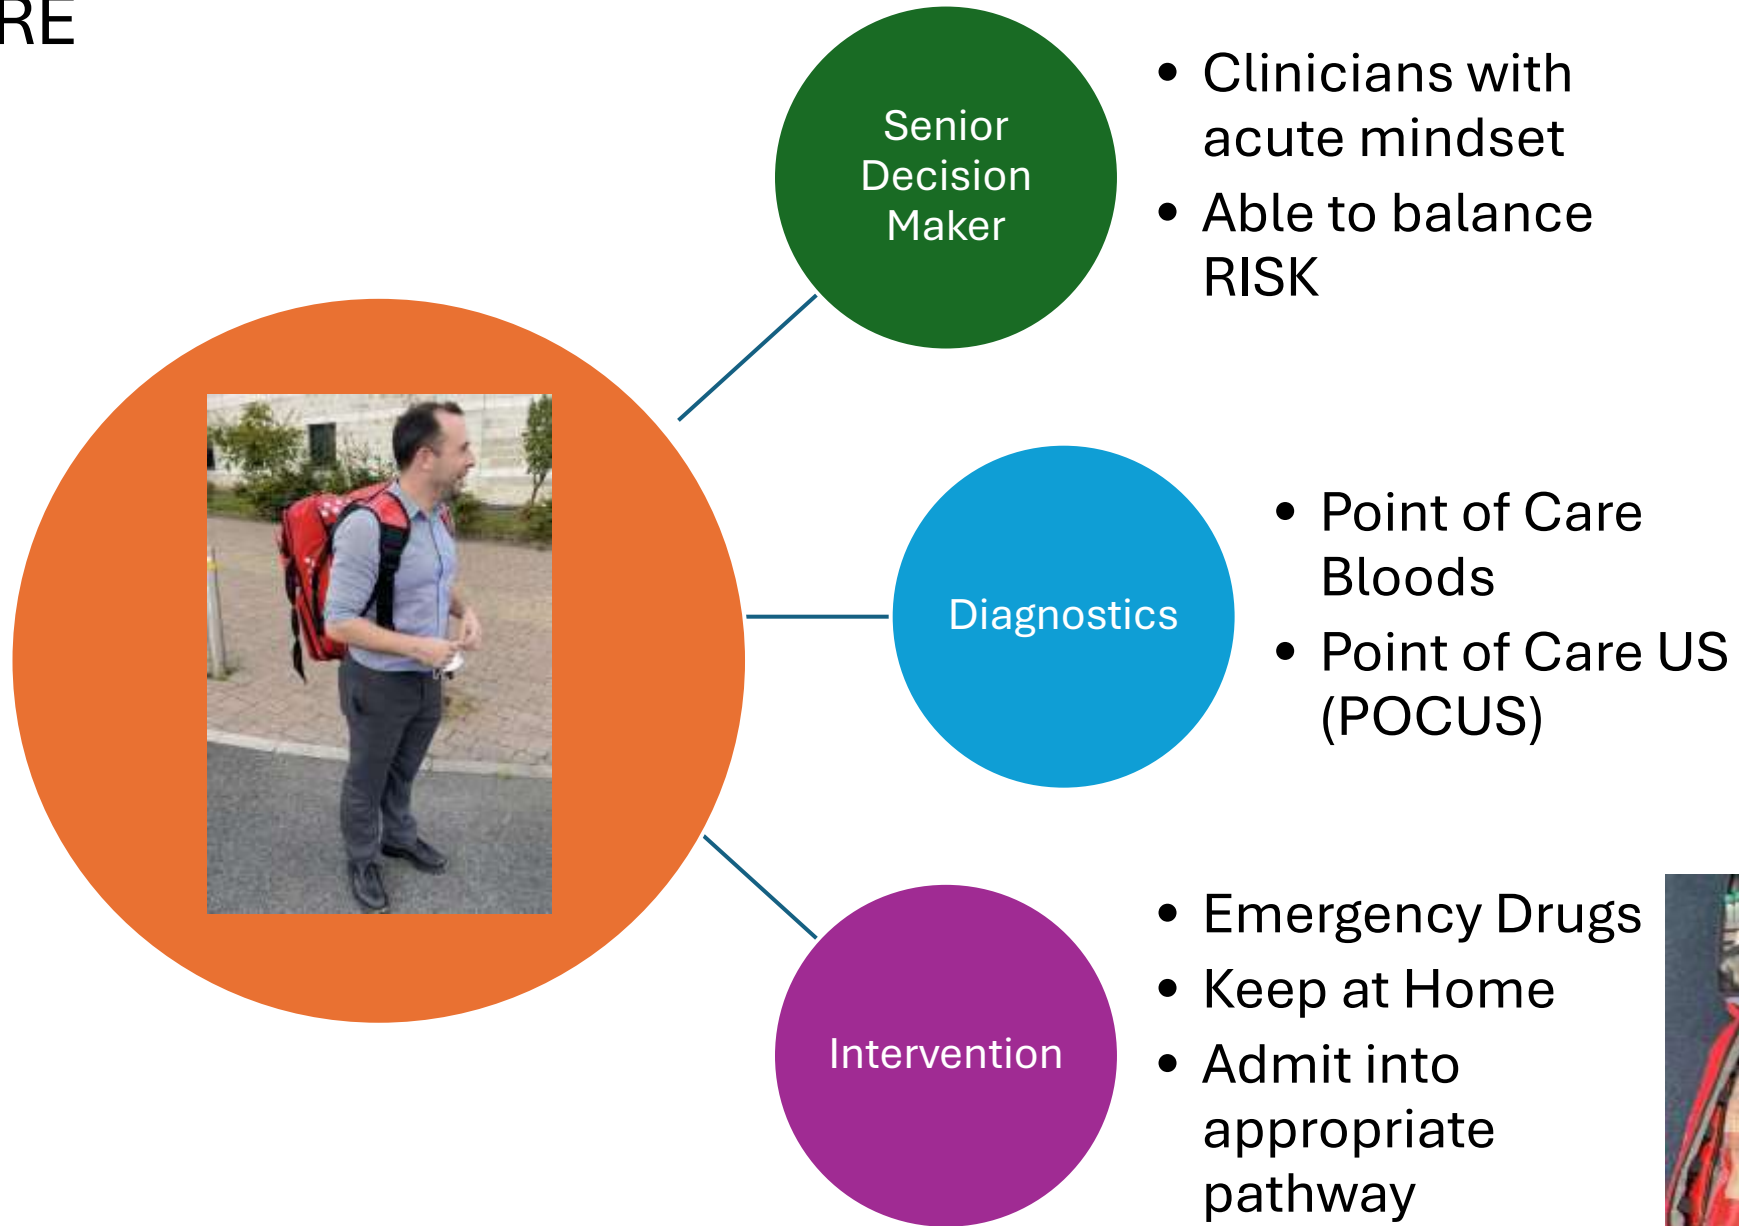 RE
Senior
Decision
Maker
• Clinicians with
acute mindset
• Able to balance
RISK
Diagnostics
• Point of Care
Bloods
• Point of Care US
(POCUS)
Intervention
• Emergency Drugs
• Keep at Home
• Admit into
appropriate
pathway